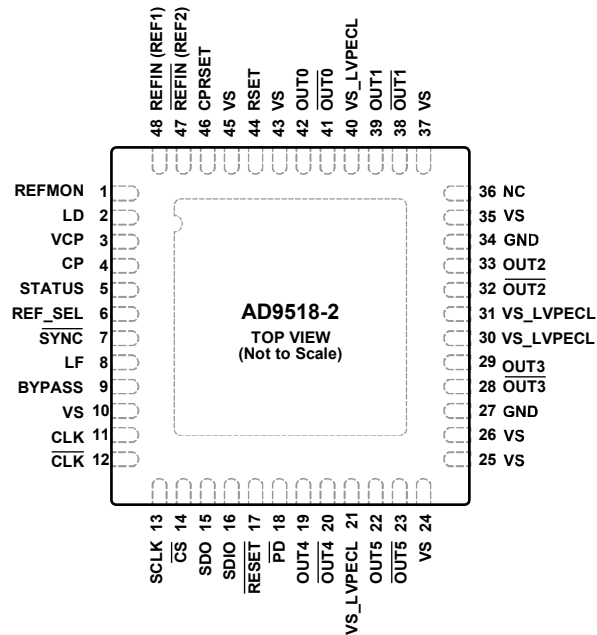 48 REFIN (REF1)
47 REFIN (REF2)
46 CPRSET
45 VS
44 RSET
43 VS
42 OUT0
41 OUT0
40 VS_LVPECL
39 OUT1
38 OUT1
37 VS
REFMON 1
LD 2
VCP 3
CP 4
STATUS 5
REF_SEL 6
SYNC 7
LF 8
BYPASS 9
VS 10
CLK 11
CLK 12
AD9518-2
TOP VIEW
(Not to Scale)
36 NC
35 VS
34 GND
33 OUT2
32 OUT2
31 VS_LVPECL
30 VS_LVPECL
29 OUT3
28 OUT3
27 GND
26 VS
25 VS
SCLK 13
CS 14
SDO 15
SDIO 16
RESET 17
PD 18
OUT4 19
OUT4 20
VS_LVPECL 21
OUT5 22
OUT5 23
VS 24